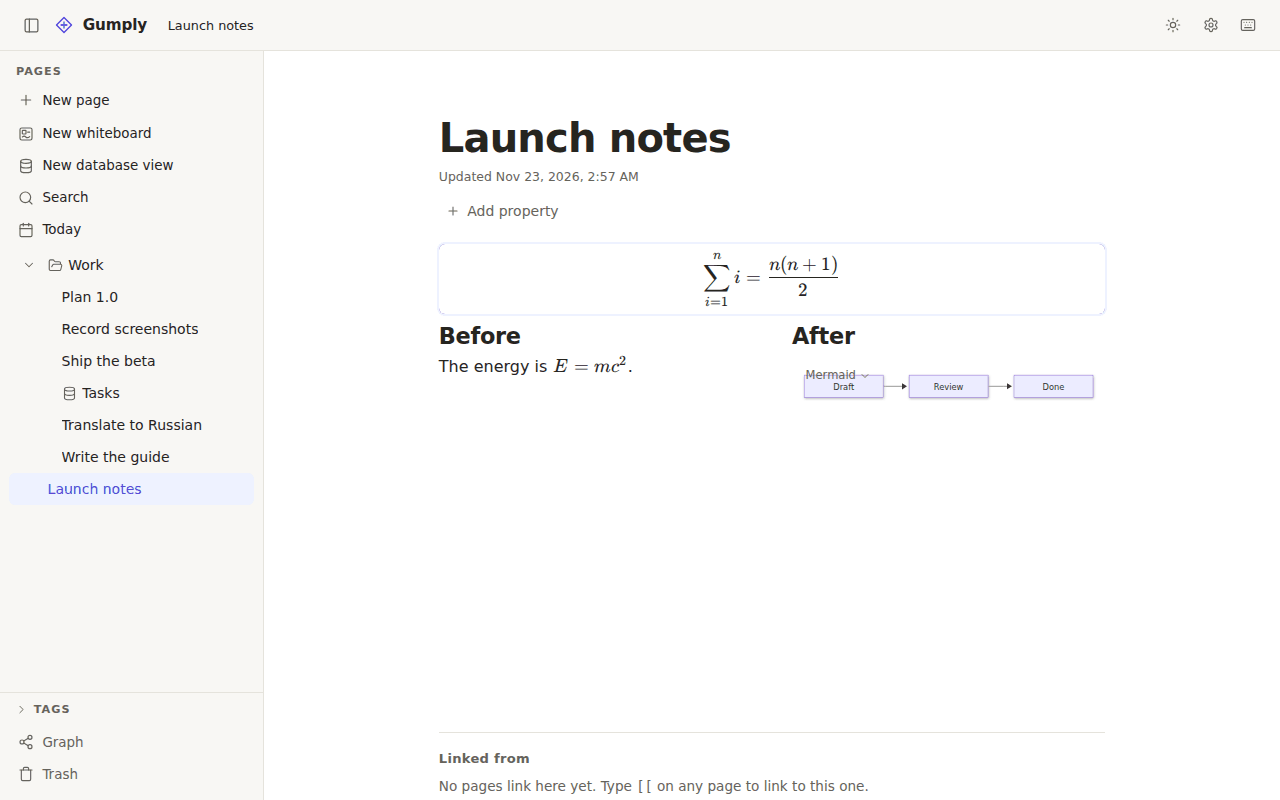 Gumply
Launch notes
PAGES
New page
New whiteboard
New database view
Search
Today
Work
Plan 1.0
Record screenshots
Ship the beta
Tasks
Translate to Russian
Write the guide
Launch notes
TAGS
Graph
Trash
Launch notes
Updated Nov 23, 2026, 2:57 AM
Add property
∑_{i=1}^{n} i = n(n + 1)/2
Before
The energy is E = mc².
After
Mermaid
Draft Review Done
Linked from
No pages link here yet. Type [[ on any page to link to this one.